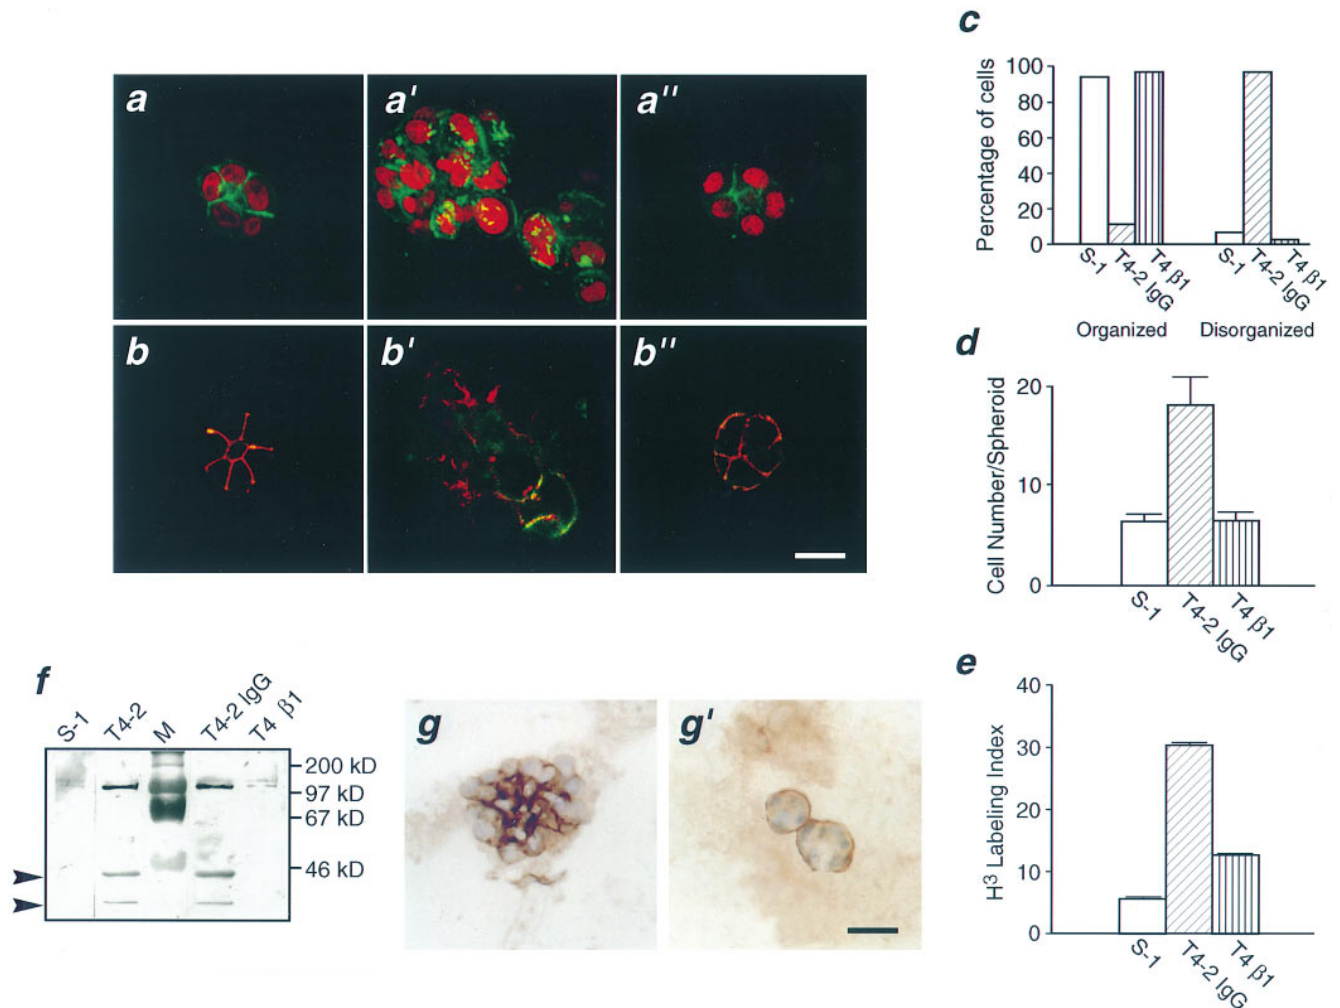 a
a'
a''
b
b'
b''
c
Percentage of cells
100
80
60
40
20
0
S-1
T4-2 IgG
T4 β1
S-1
T4-2 IgG
T4 β1
Organized
Disorganized
d
Cell Number/Spheroid
20
10
0
S-1
T4-2 IgG
T4 β1
e
H³ Labeling Index
40
30
20
10
0
S-1
T4-2 IgG
T4 β1
f
S-1
T4-2
M
T4-2 IgG
T4 β1
200 kD
97 kD
67 kD
46 kD
g
g'